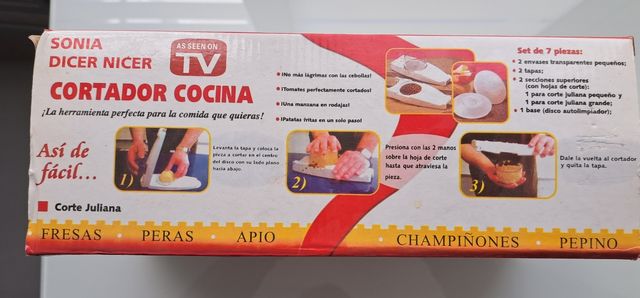 SONIA
DICER NICER
AS SEEN ON
TV
CORTADOR COCINA
¡La herramienta perfecta para la comida que quieras!
• ¡No más lágrimas con las cebollas!
• ¡Tomates perfectamente cortados!
• ¡Una manzana en rodajas!
• ¡Patatas fritas en un solo paso!
Set de 7 piezas:
• 2 envases transparentes pequeños;
• 2 tapas;
• 2 secciones superiores
(con hojas de corte):
1 para corte juliana pequeño y
1 para corte juliana grande;
• 1 base (disco autolimpiador);
Así de
fácil...
1)
Levanta la tapa y coloca la
pieza a cortar en el centro
del disco con su lado plano
hacia abajo.
2)
Presiona con las 2 manos
sobre la hoja de corte
hasta que atraviesa la
pieza.
3)
Dale la vuelta al cortador
y quita la tapa.
Corte Juliana
FRESAS · PERAS · APIO · CHAMPIÑONES · PEPINO